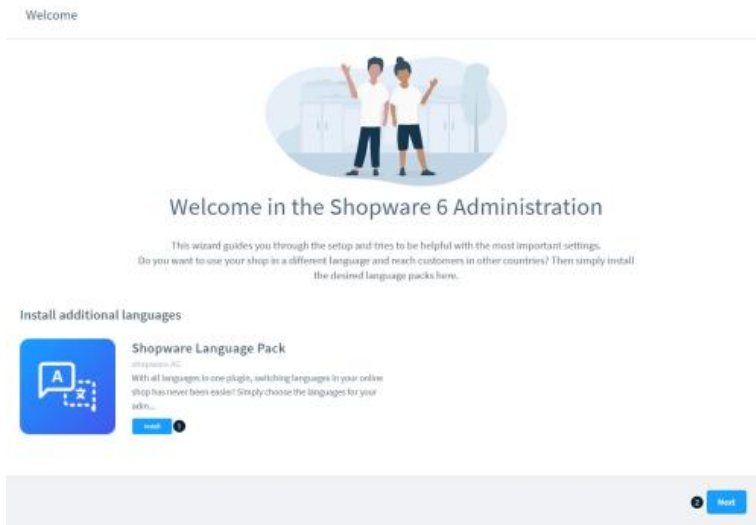 Welcome
Welcome in the Shopware 6 Administration
This wizard guides you through the setup and tries to be helpful with the most important settings.
Do you want to use your shop in a different language and reach customers in other countries? Then simply install
the desired language packs here.
Install additional languages
Shopware Language Pack
shopware AG
With all languages in one plugin, switching languages in your online
shop has never been easier! Simply choose the languages for your
adm...
A
Install 1
2 Next